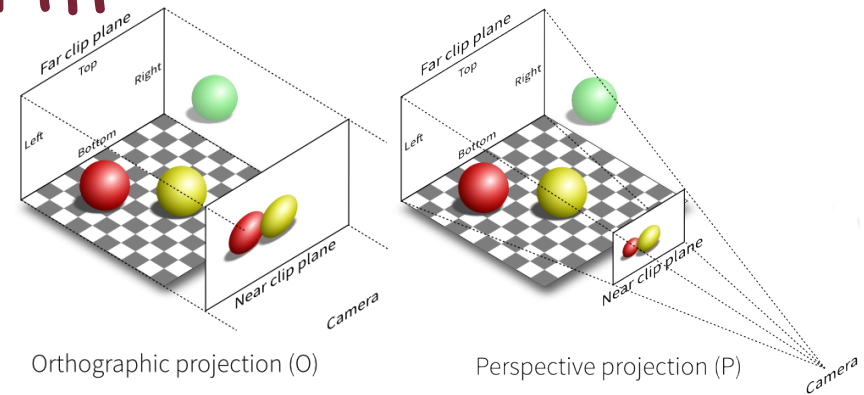 Far clip plane
Top
Right
Left
Bottom
Near clip plane
Camera
Orthographic projection (O)
Far clip plane
Top
Right
Left
Bottom
Near clip plane
Camera
Perspective projection (P)